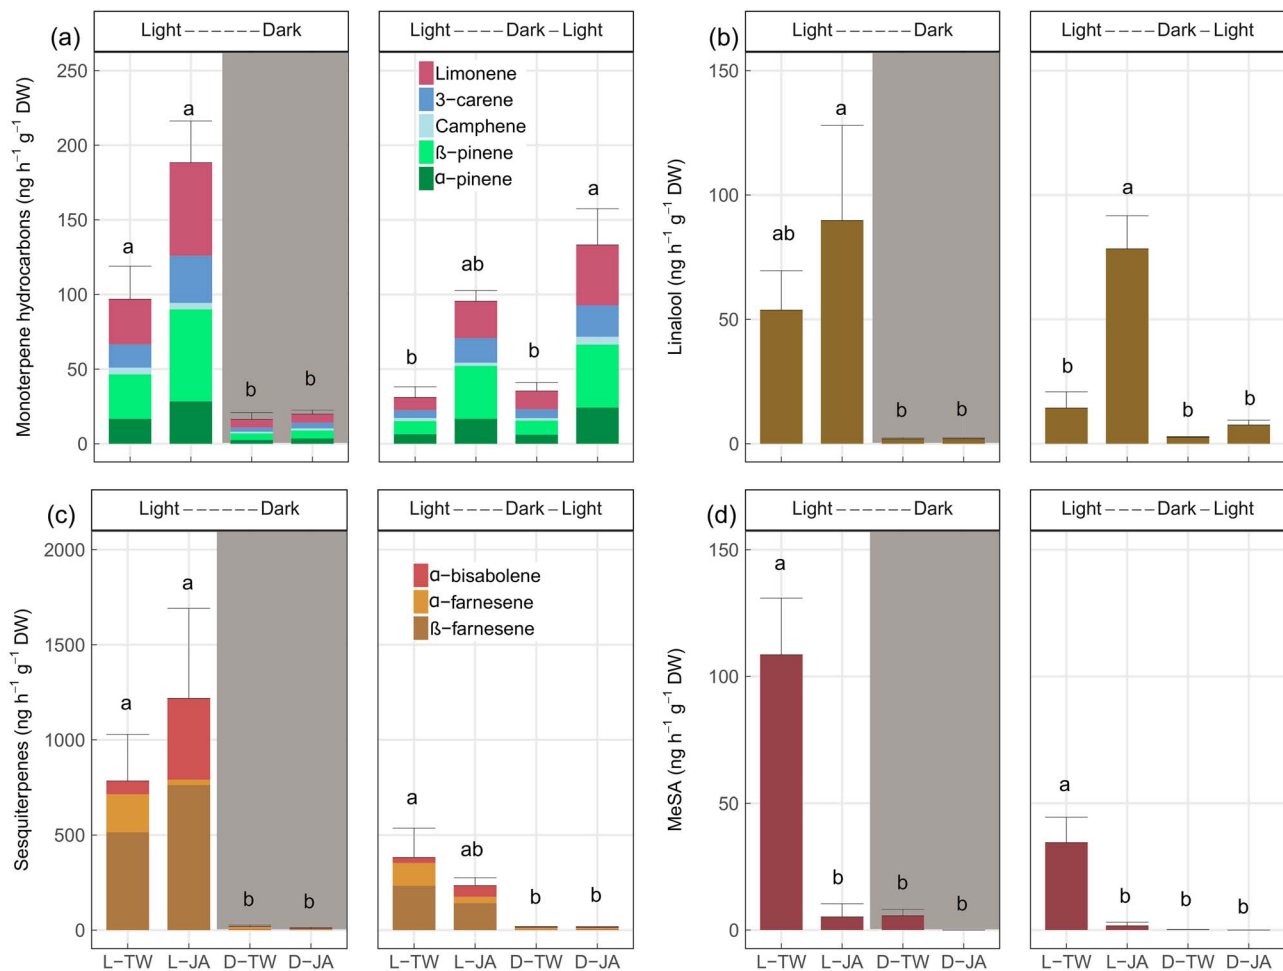 (a)
Light––––––Dark
Light––––Dark–Light
Monoterpene hydrocarbons (ng h⁻¹ g⁻¹ DW)
250
200
150
100
50
0
a
a
b
b
Limonene
3−carene
Camphene
ß−pinene
ɑ−pinene
b
ab
b
a
(b)
Light––––––Dark
Light––––Dark–Light
Linalool (ng h⁻¹ g⁻¹ DW)
150
100
50
0
ab
a
b
b
b
a
b
b
(c)
Light––––––Dark
Light––––Dark–Light
Sesquiterpenes (ng h⁻¹ g⁻¹ DW)
2000
1500
1000
500
0
a
a
b
b
ɑ−bisabolene
ɑ−farnesene
ß−farnesene
a
ab
b
b
L−TW L−JA D−TW D−JA
L−TW L−JA D−TW D−JA
(d)
Light––––––Dark
Light––––Dark–Light
MeSA (ng h⁻¹ g⁻¹ DW)
150
100
50
0
a
b
b
b
a
b
b
b
L−TW L−JA D−TW D−JA
L−TW L−JA D−TW D−JA